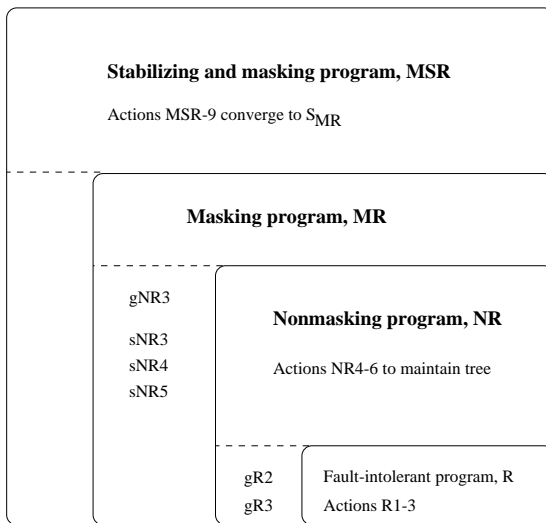 Stabilizing and masking program, MSR
Actions MSR-9 converge to SMR
Masking program, MR
gNR3
sNR3
sNR4
sNR5
Nonmasking program, NR
Actions NR4-6 to maintain tree
gR2
gR3
Fault-intolerant program, R
Actions R1-3